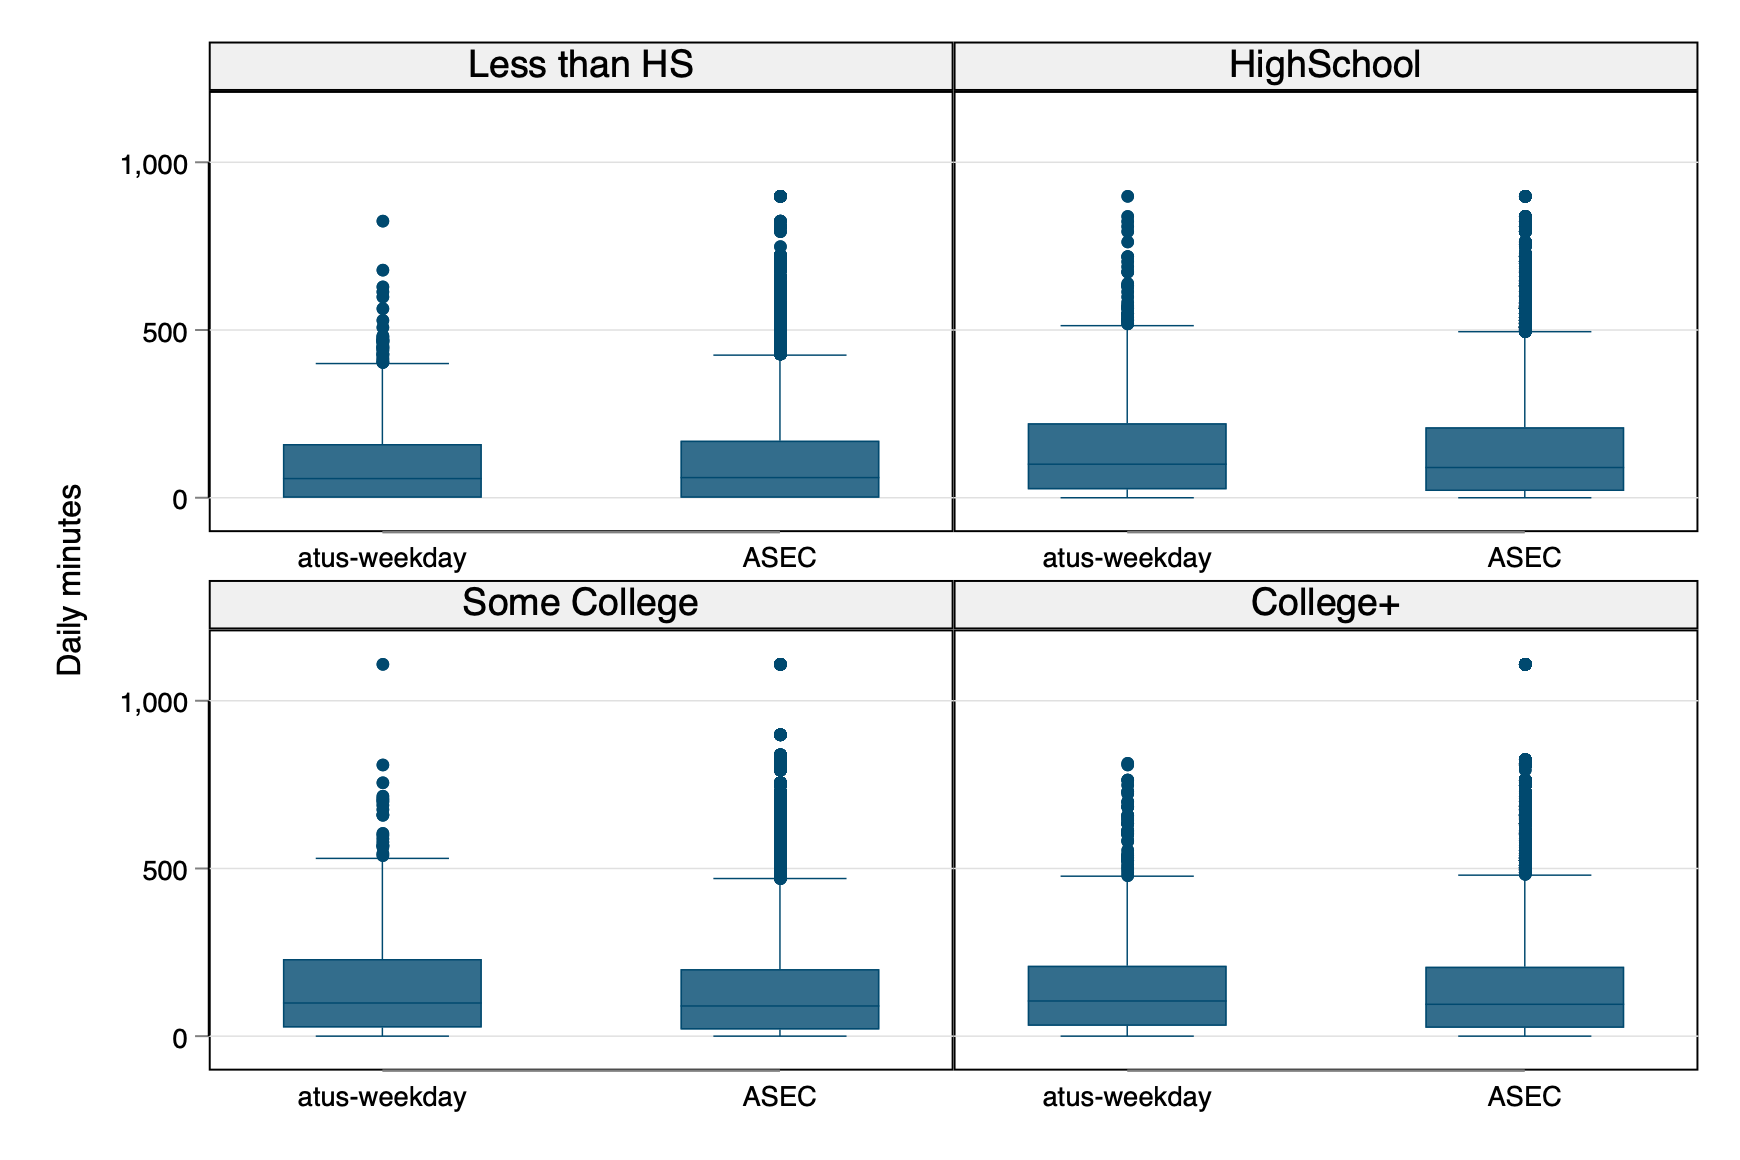 Less than HS
HighSchool
1,000
500
0
atus-weekday
ASEC
atus-weekday
ASEC
Daily minutes
Some College
College+
1,000
500
0
atus-weekday
ASEC
atus-weekday
ASEC